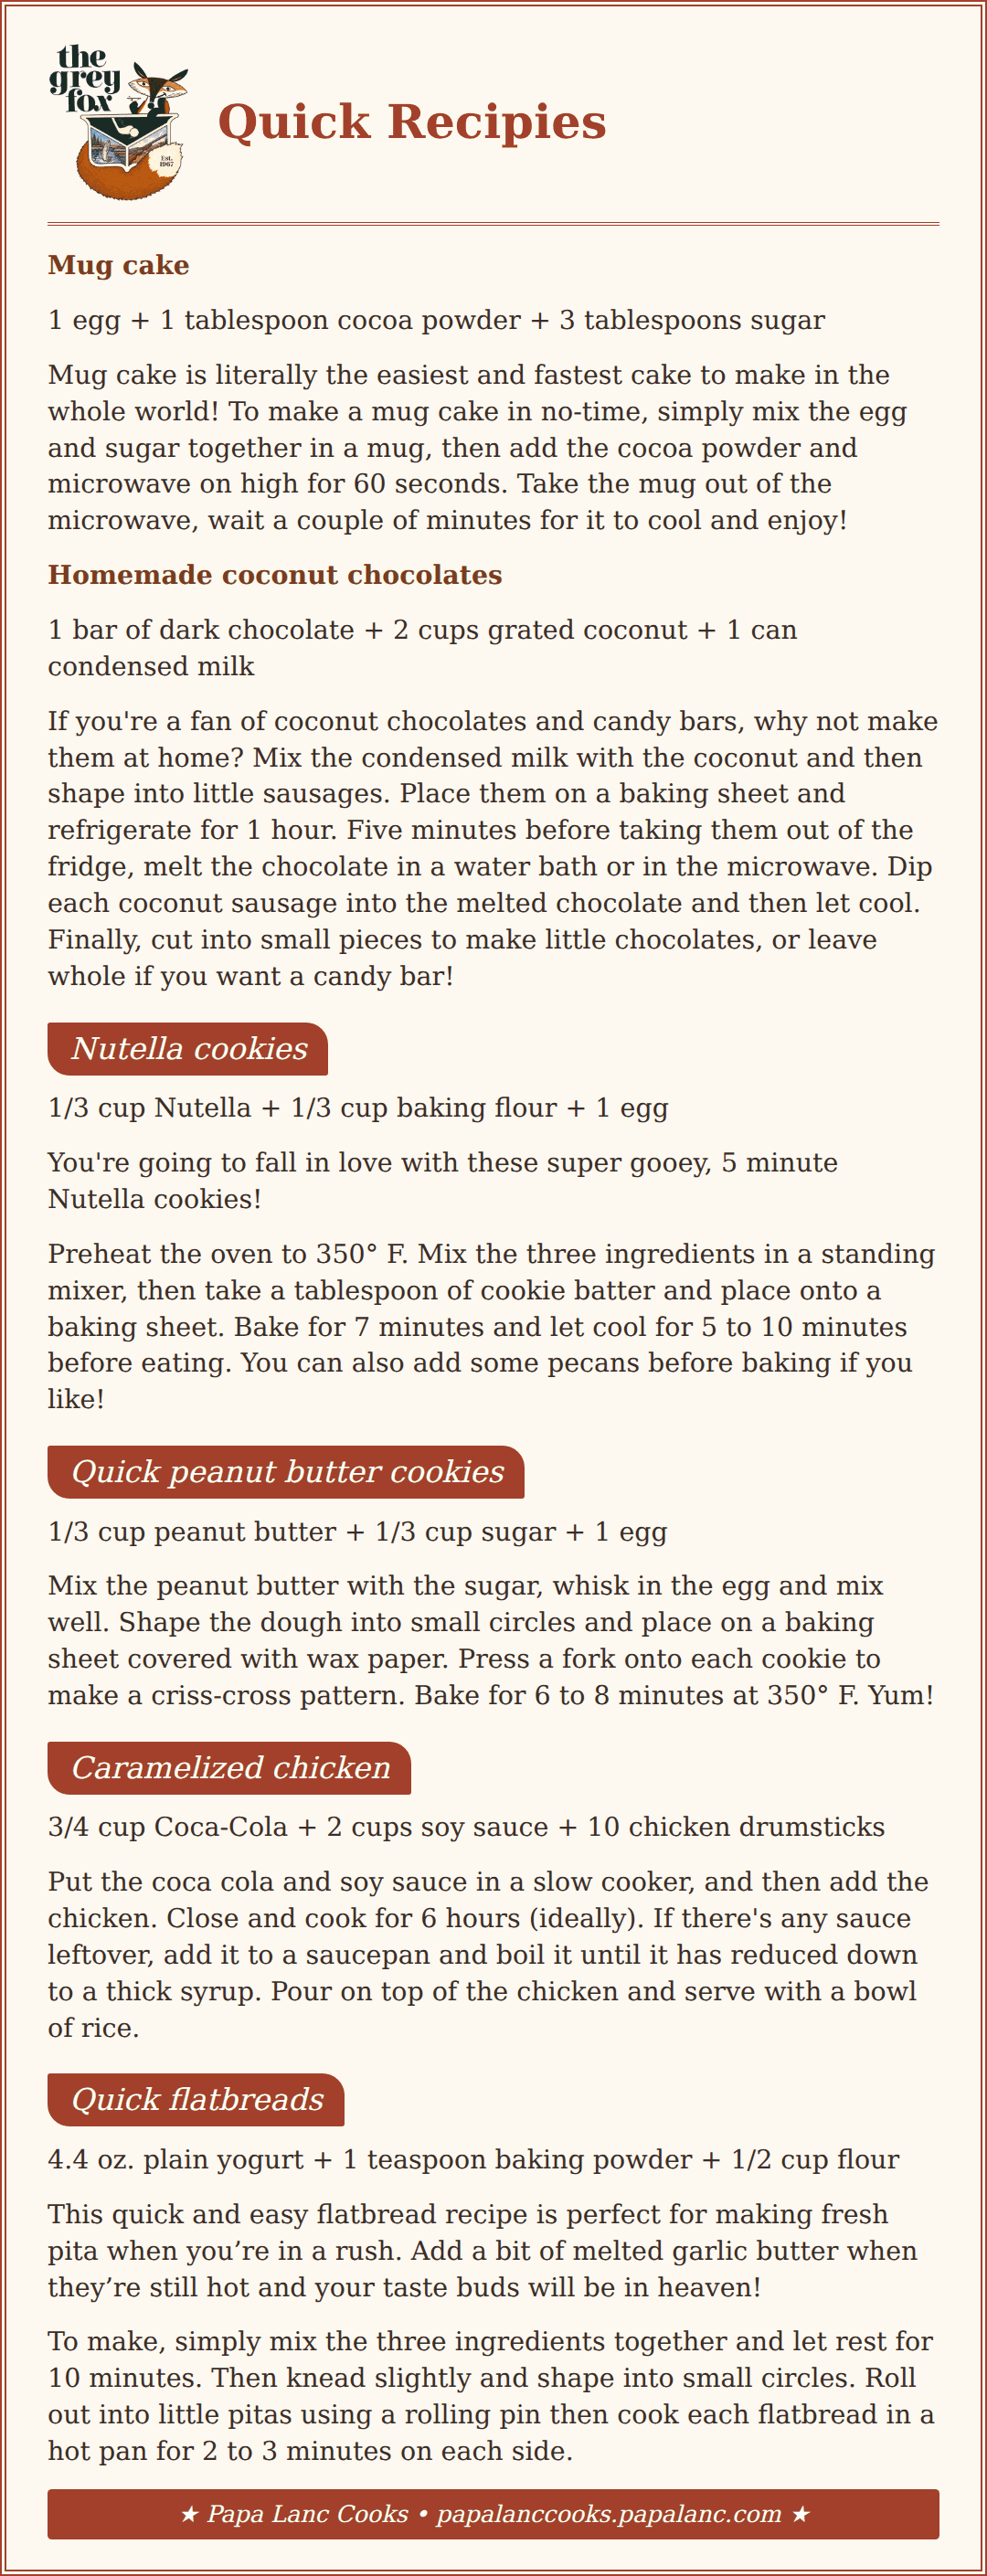 the
grey
fox
Est.
1967
Quick Recipies
Mug cake
1 egg + 1 tablespoon cocoa powder + 3 tablespoons sugar
Mug cake is literally the easiest and fastest cake to make in the
whole world! To make a mug cake in no-time, simply mix the egg
and sugar together in a mug, then add the cocoa powder and
microwave on high for 60 seconds. Take the mug out of the
microwave, wait a couple of minutes for it to cool and enjoy!
Homemade coconut chocolates
1 bar of dark chocolate + 2 cups grated coconut + 1 can
condensed milk
If you're a fan of coconut chocolates and candy bars, why not make
them at home? Mix the condensed milk with the coconut and then
shape into little sausages. Place them on a baking sheet and
refrigerate for 1 hour. Five minutes before taking them out of the
fridge, melt the chocolate in a water bath or in the microwave. Dip
each coconut sausage into the melted chocolate and then let cool.
Finally, cut into small pieces to make little chocolates, or leave
whole if you want a candy bar!
Nutella cookies
1/3 cup Nutella + 1/3 cup baking flour + 1 egg
You're going to fall in love with these super gooey, 5 minute
Nutella cookies!
Preheat the oven to 350° F. Mix the three ingredients in a standing
mixer, then take a tablespoon of cookie batter and place onto a
baking sheet. Bake for 7 minutes and let cool for 5 to 10 minutes
before eating. You can also add some pecans before baking if you
like!
Quick peanut butter cookies
1/3 cup peanut butter + 1/3 cup sugar + 1 egg
Mix the peanut butter with the sugar, whisk in the egg and mix
well. Shape the dough into small circles and place on a baking
sheet covered with wax paper. Press a fork onto each cookie to
make a criss-cross pattern. Bake for 6 to 8 minutes at 350° F. Yum!
Caramelized chicken
3/4 cup Coca-Cola + 2 cups soy sauce + 10 chicken drumsticks
Put the coca cola and soy sauce in a slow cooker, and then add the
chicken. Close and cook for 6 hours (ideally). If there's any sauce
leftover, add it to a saucepan and boil it until it has reduced down
to a thick syrup. Pour on top of the chicken and serve with a bowl
of rice.
Quick flatbreads
4.4 oz. plain yogurt + 1 teaspoon baking powder + 1/2 cup flour
This quick and easy flatbread recipe is perfect for making fresh
pita when you’re in a rush. Add a bit of melted garlic butter when
they’re still hot and your taste buds will be in heaven!
To make, simply mix the three ingredients together and let rest for
10 minutes. Then knead slightly and shape into small circles. Roll
out into little pitas using a rolling pin then cook each flatbread in a
hot pan for 2 to 3 minutes on each side.
★ Papa Lanc Cooks • papalanccooks.papalanc.com ★